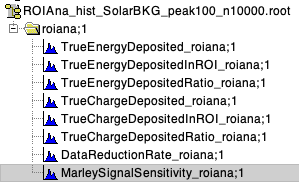 ROIAna_hist_SolarBKG_peak100_n10000.root
roiana;1
TrueEnergyDeposited_roiana;1
TrueEnergyDepositedInROI_roiana;1
TrueEnergyDepositedRatio_roiana;1
TrueChargeDeposited_roiana;1
TrueChargeDepositedInROI_roiana;1
TrueChargeDepositedRatio_roiana;1
DataReductionRate_roiana;1
MarleySignalSensitivity_roiana;1